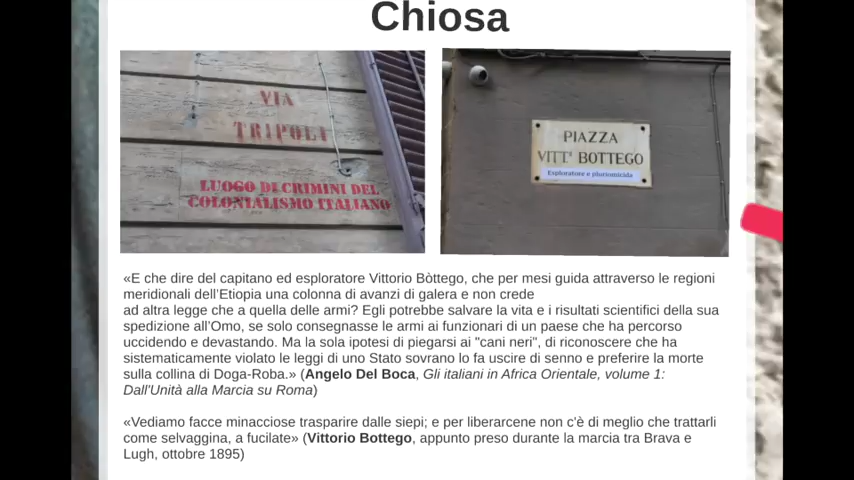 Chiosa
VIA
TRIPOLI
LUOGO DI CRIMINI DEL
COLONIALISMO ITALIANO
PIAZZA
VITTº BOTTEGO
Esploratore e pluriomicida
«E che dire del capitano ed esploratore Vittorio Bòttego, che per mesi guida attraverso le regioni
meridionali dell'Etiopia una colonna di avanzi di galera e non crede
ad altra legge che a quella delle armi? Egli potrebbe salvare la vita e i risultati scientifici della sua
spedizione all'Omo, se solo consegnasse le armi ai funzionari di un paese che ha percorso
uccidendo e devastando. Ma la sola ipotesi di piegarsi ai "cani neri", di riconoscere che ha
sistematicamente violato le leggi di uno Stato sovrano lo fa uscire di senno e preferire la morte
sulla collina di Doga-Roba.» (Angelo Del Boca, Gli italiani in Africa Orientale, volume 1:
Dall'Unità alla Marcia su Roma)
«Vediamo facce minacciose trasparire dalle siepi; e per liberarcene non c'è di meglio che trattarli
come selvaggina, a fucilate» (Vittorio Bottego, appunto preso durante la marcia tra Brava e
Lugh, ottobre 1895)